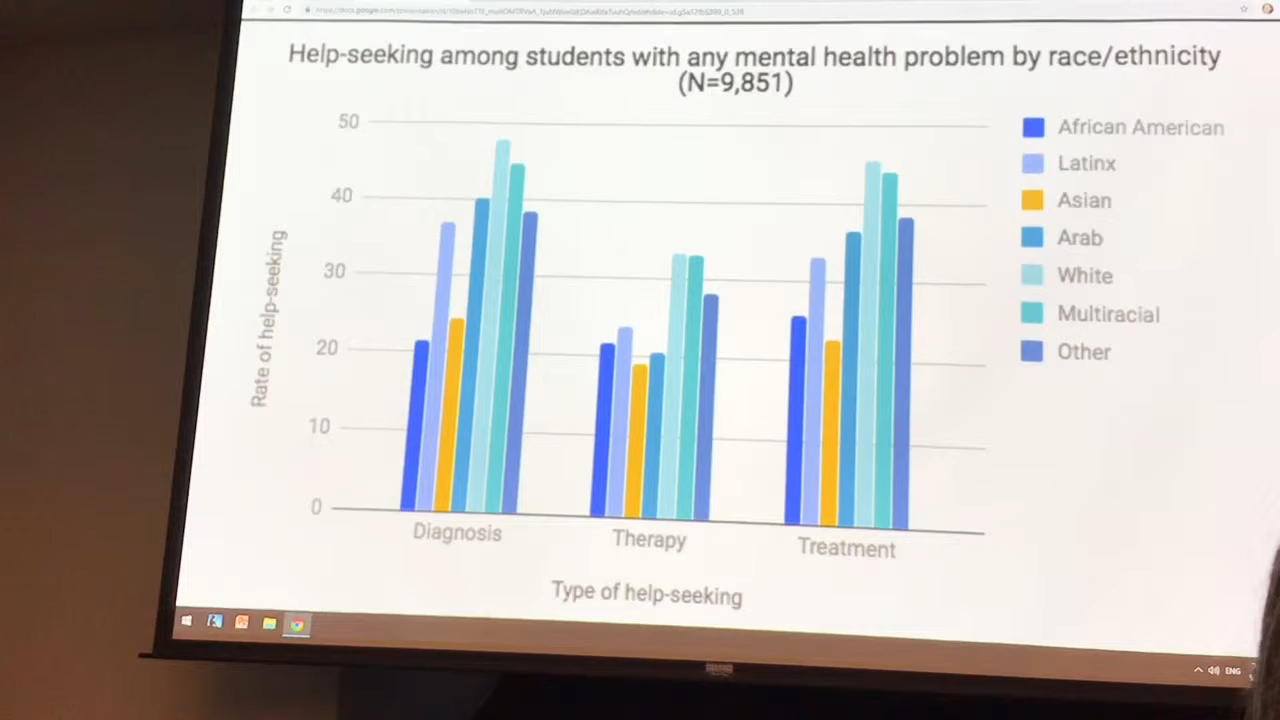 Help-seeking among students with any mental health problem by race/ethnicity
(N=9,851)
50
40
30
20
10
0
Rate of help-seeking
Diagnosis
Therapy
Treatment
Type of help-seeking
African American
Latinx
Asian
Arab
White
Multiracial
Other
ENG